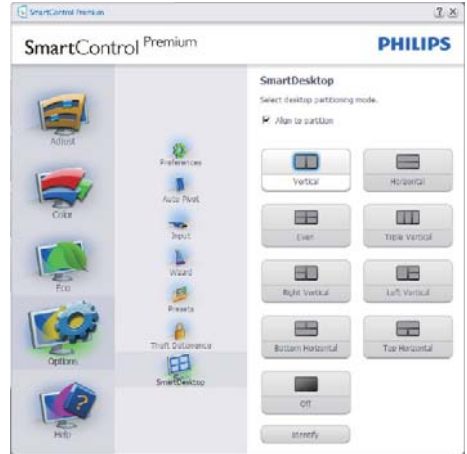 SmartControl Premium
SmartControl Premium
PHILIPS
SmartDesktop
Select desktop partitioning mode.
Align to partition
Adjust
Color
Eco
Options
Help
Preferences
Auto Pivot
Input
Wizard
Presets
Theft Deterrence
SmartDesktop
Vertical
Horizontal
Even
Triple Vertical
Right Vertical
Left Vertical
Bottom Horizontal
Top Horizontal
Off
Identify